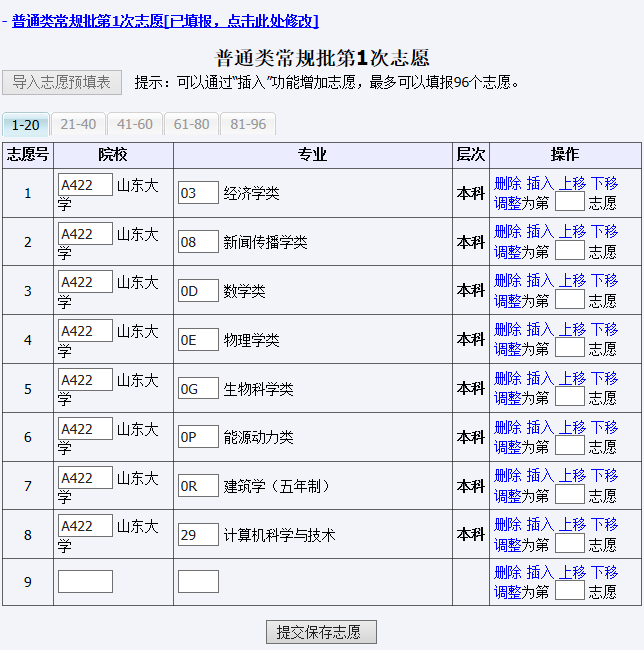 - 普通类常规批第1次志愿[已填报，点击此处修改]
普通类常规批第1次志愿
导入志愿预填表 提示：可以通过“插入”功能增加志愿，最多可以填报96个志愿。
1-20 21-40 41-60 61-80 81-96
志愿号 院校 专业 层次 操作
1 A422 山东大学 03 经济学类 本科 删除 插入 上移 下移
调整为第 志愿
2 A422 山东大学 08 新闻传播学类 本科 删除 插入 上移 下移
调整为第 志愿
3 A422 山东大学 0D 数学类 本科 删除 插入 上移 下移
调整为第 志愿
4 A422 山东大学 0E 物理学类 本科 删除 插入 上移 下移
调整为第 志愿
5 A422 山东大学 0G 生物科学类 本科 删除 插入 上移 下移
调整为第 志愿
6 A422 山东大学 0P 能源动力类 本科 删除 插入 上移 下移
调整为第 志愿
7 A422 山东大学 0R 建筑学（五年制） 本科 删除 插入 上移 下移
调整为第 志愿
8 A422 山东大学 29 计算机科学与技术 本科 删除 插入 上移 下移
调整为第 志愿
9 删除 插入 上移 下移
调整为第 志愿
提交保存志愿